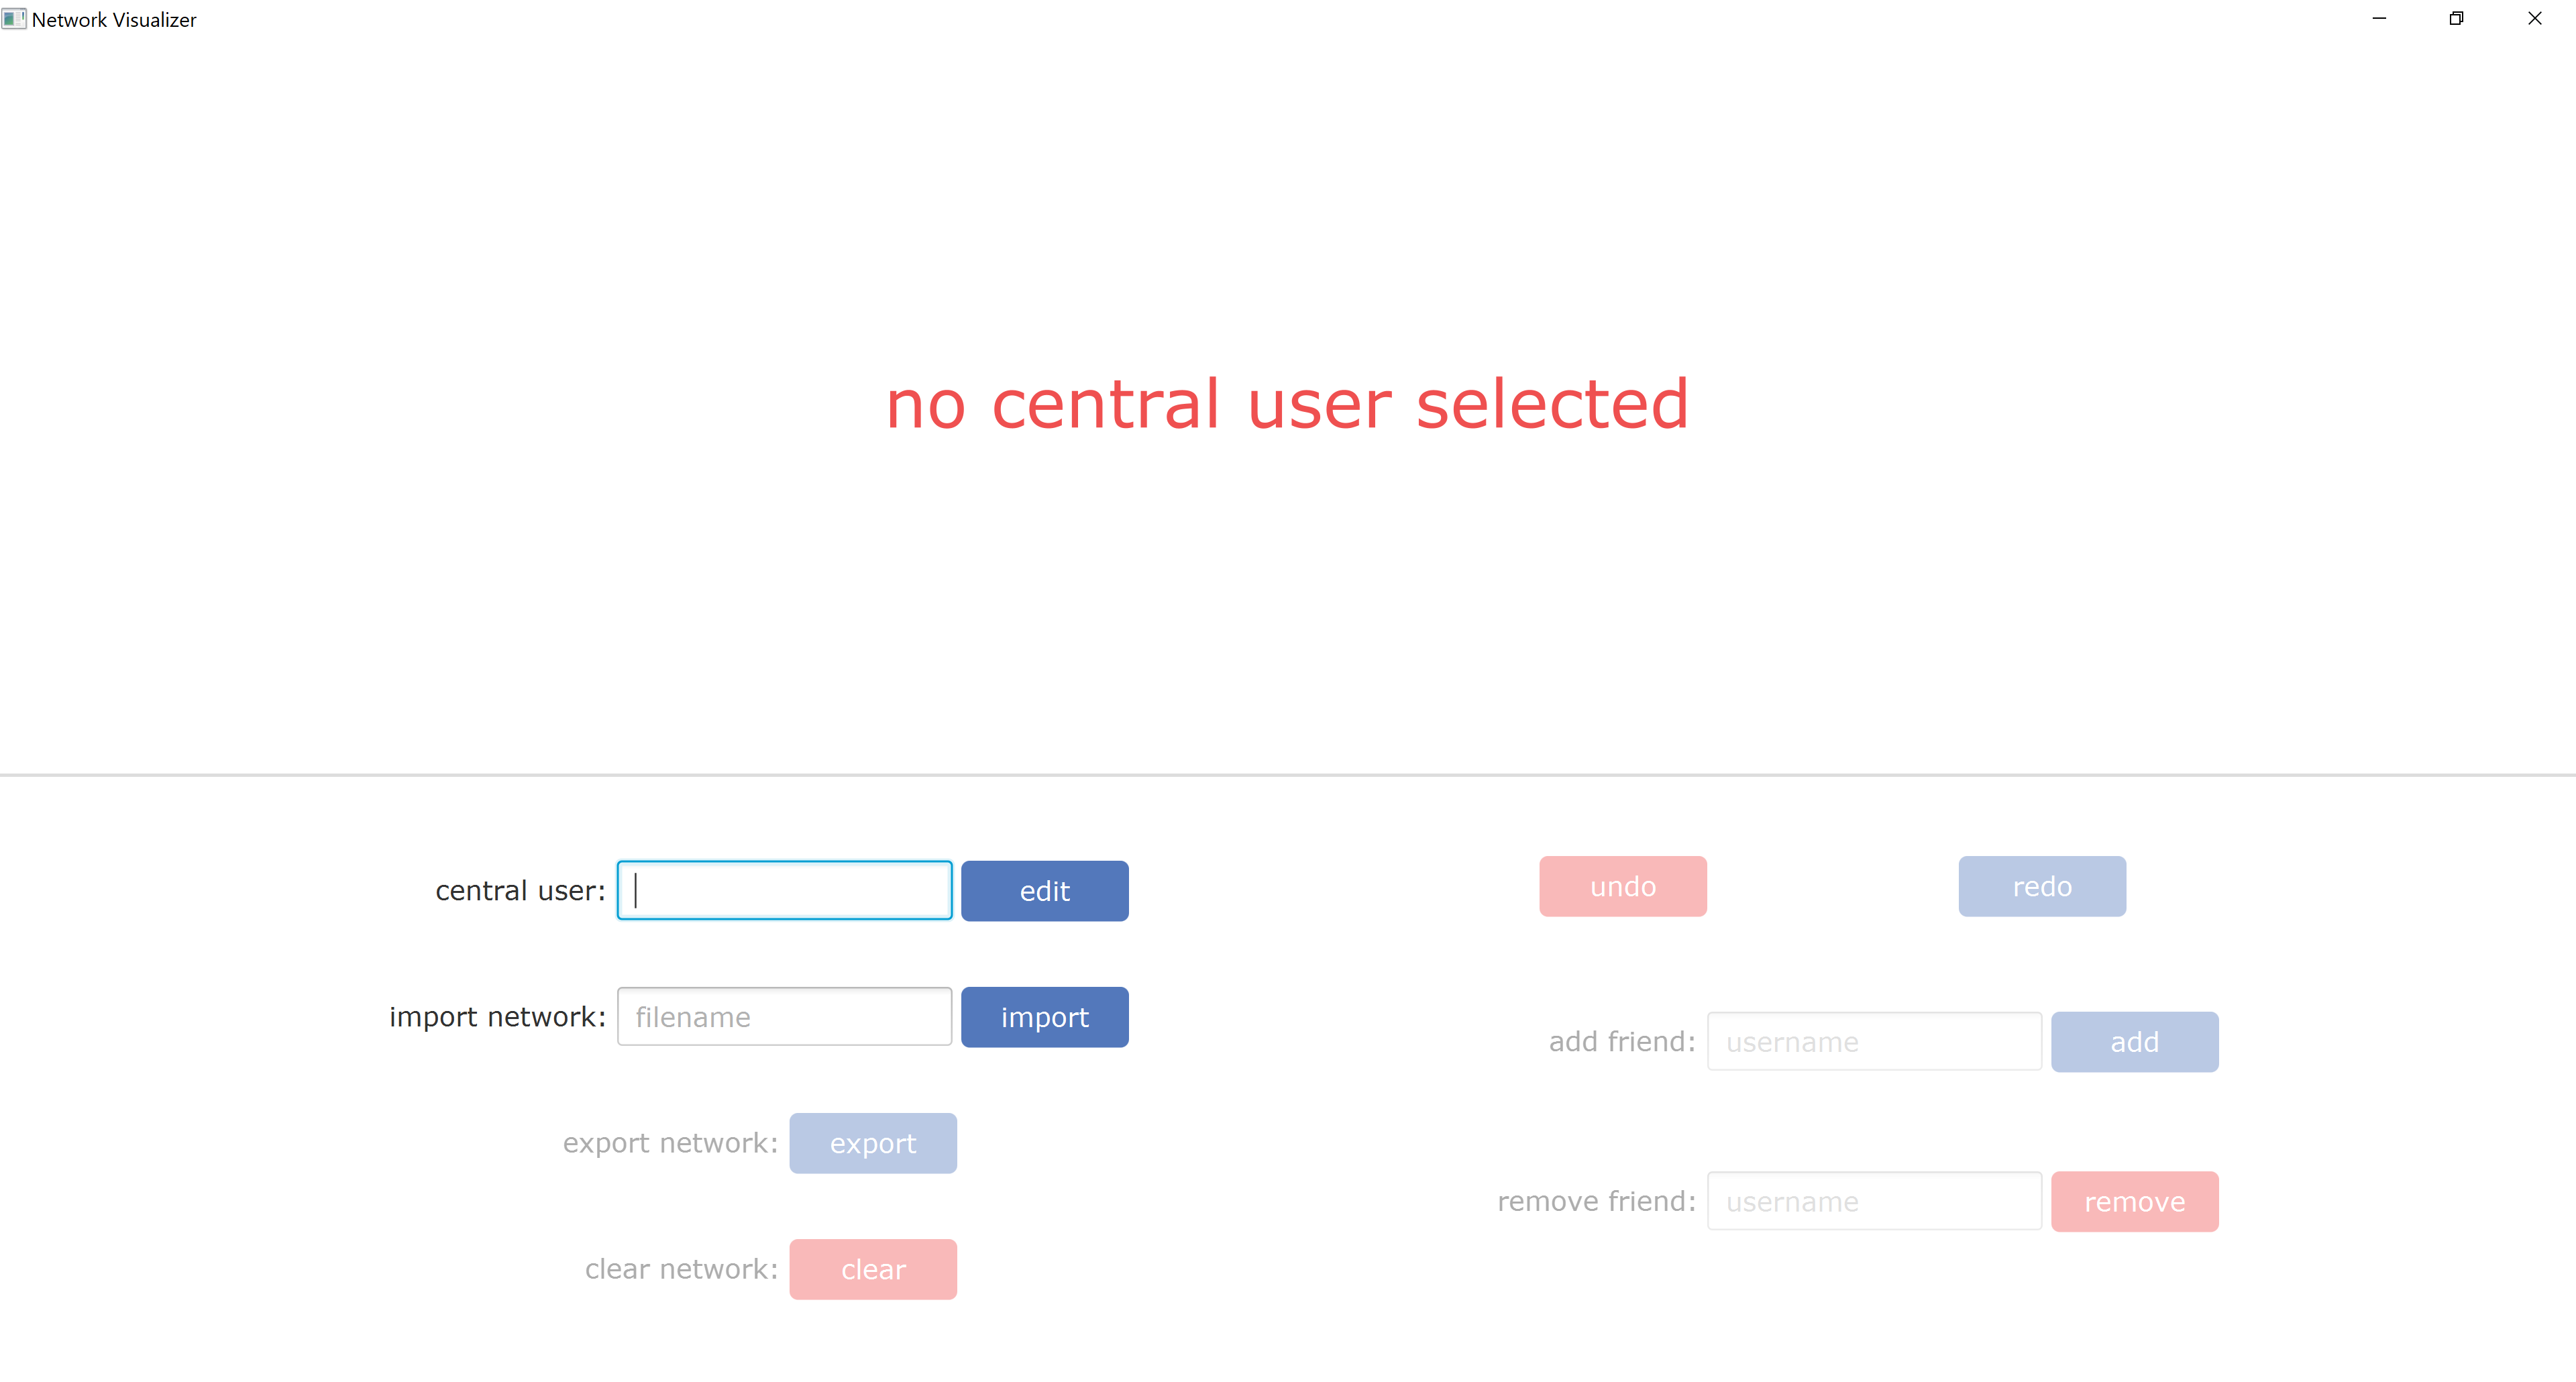 Network Visualizer
no central user selected
central user: edit
import network: filename import
export network: export
clear network: clear
undo redo
add friend: username add
remove friend: username remove